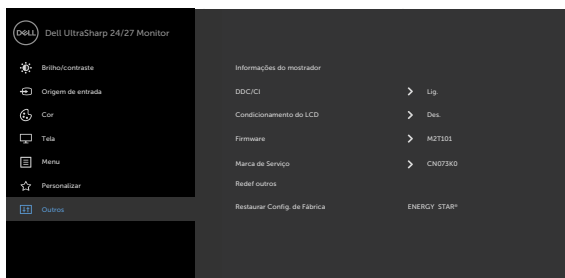 DELL Dell UltraSharp 24/27 Monitor
Brilho/contraste
Origem de entrada
Cor
Tela
Menu
Personalizar
Outros
Informações do mostrador
DDC/CI > Lig.
Condicionamento do LCD > Des.
Firmware > M2T101
Marca de Serviço > CN073K0
Redef outros
Restaurar Config. de Fábrica ENERGY STAR®